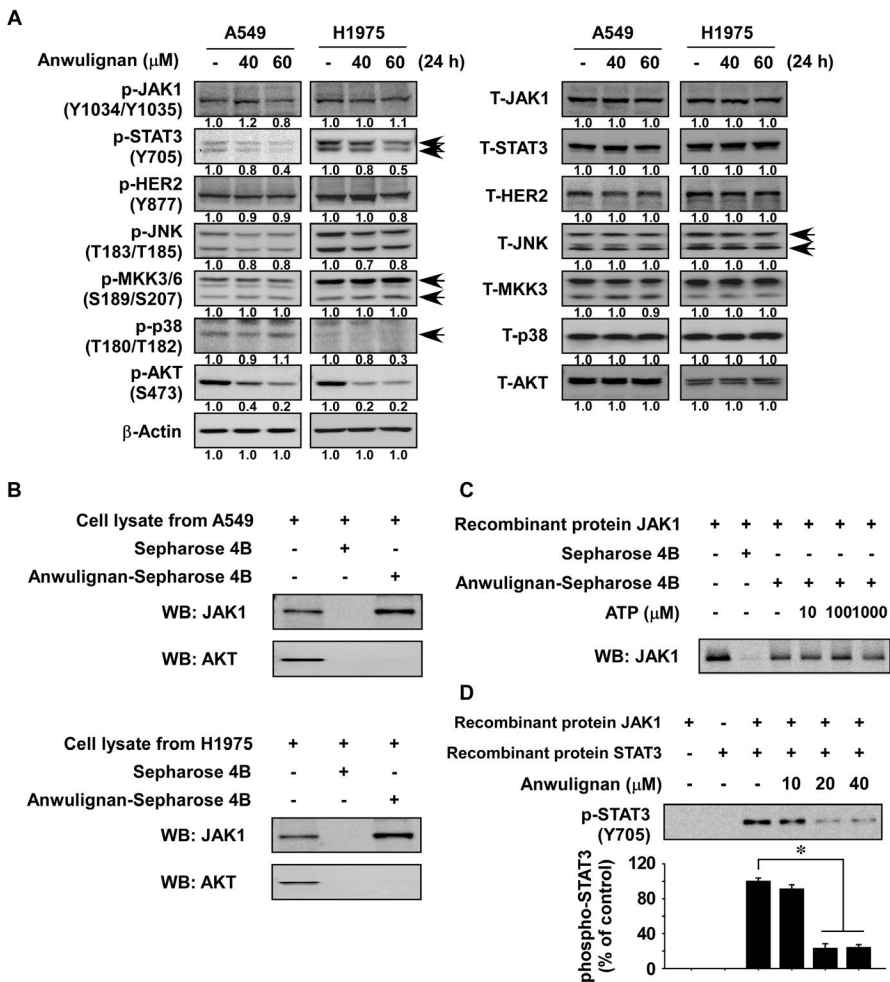 A
A549 H1975
Anwulignan (μM) - 40 60 - 40 60 (24 h)
p-JAK1
(Y1034/Y1035)
1.0 1.2 0.8 1.0 1.0 1.1
p-STAT3
(Y705)
1.0 0.8 0.4 1.0 0.8 0.5
p-HER2
(Y877)
1.0 0.9 0.9 1.0 1.0 0.8
p-JNK
(T183/T185)
1.0 0.8 0.8 1.0 0.7 0.8
p-MKK3/6
(S189/S207)
1.0 1.0 1.0 1.0 1.0 1.0
p-p38
(T180/T182)
1.0 0.9 1.1 1.0 0.8 0.3
p-AKT
(S473)
1.0 0.4 0.2 1.0 0.2 0.2
β-Actin
1.0 1.0 1.0 1.0 1.0 1.0
A549 H1975
- 40 60 - 40 60 (24 h)
T-JAK1
1.0 1.0 1.0 1.0 1.0 1.0
T-STAT3
1.0 1.0 1.0 1.0 1.0 1.0
T-HER2
1.0 1.0 1.0 1.0 1.0 1.0
T-JNK
1.0 1.0 1.0 1.0 1.0 1.0
T-MKK3
1.0 1.0 0.9 1.0 1.0 1.0
T-p38
1.0 1.0 1.0 1.0 1.0 1.0
T-AKT
1.0 1.0 1.0 1.0 1.0 1.0
B
Cell lysate from A549 + + +
Sepharose 4B - + -
Anwulignan-Sepharose 4B - - +
WB: JAK1
WB: AKT
Cell lysate from H1975 + + +
Sepharose 4B - + -
Anwulignan-Sepharose 4B - - +
WB: JAK1
WB: AKT
C
Recombinant protein JAK1 + + + + + +
Sepharose 4B - + - - - -
Anwulignan-Sepharose 4B - - + + + +
ATP (μM) - - - 10 100 1000
WB: JAK1
D
Recombinant protein JAK1 + - + + + +
Recombinant protein STAT3 - + + + + +
Anwulignan (μM) - - - 10 20 40
p-STAT3
(Y705)
phospho-STAT3
(% of control)
120
80
40
20
0
*